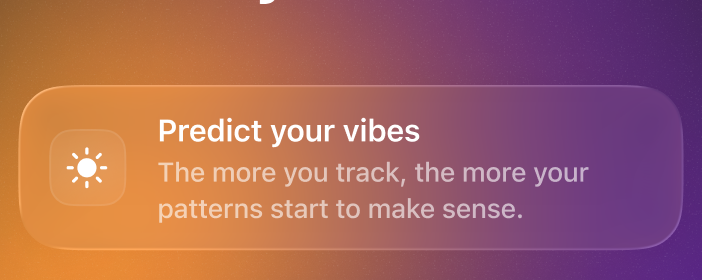 Predict your vibes
The more you track, the more your
patterns start to make sense.